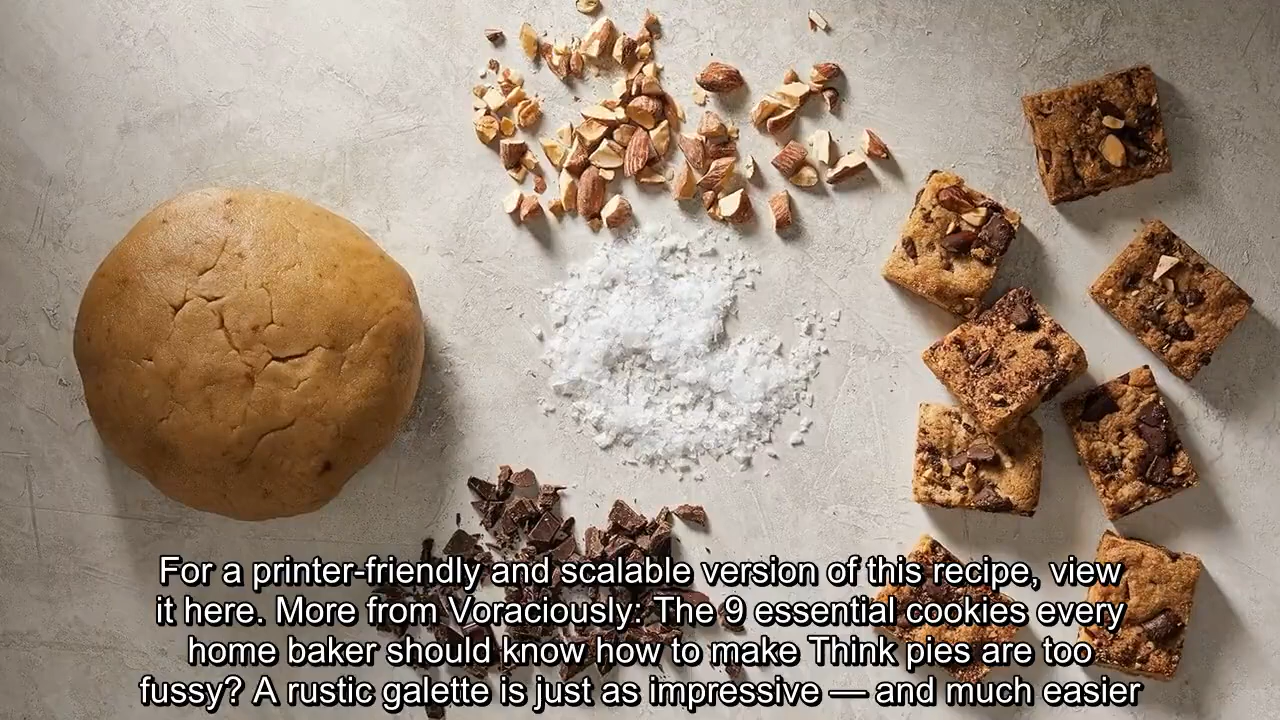 For a printer-friendly and scalable version of this recipe, view
it here. More from Voraciously: The 9 essential cookies every
home baker should know how to make Think pies are too
fussy? A rustic galette is just as impressive — and much easier